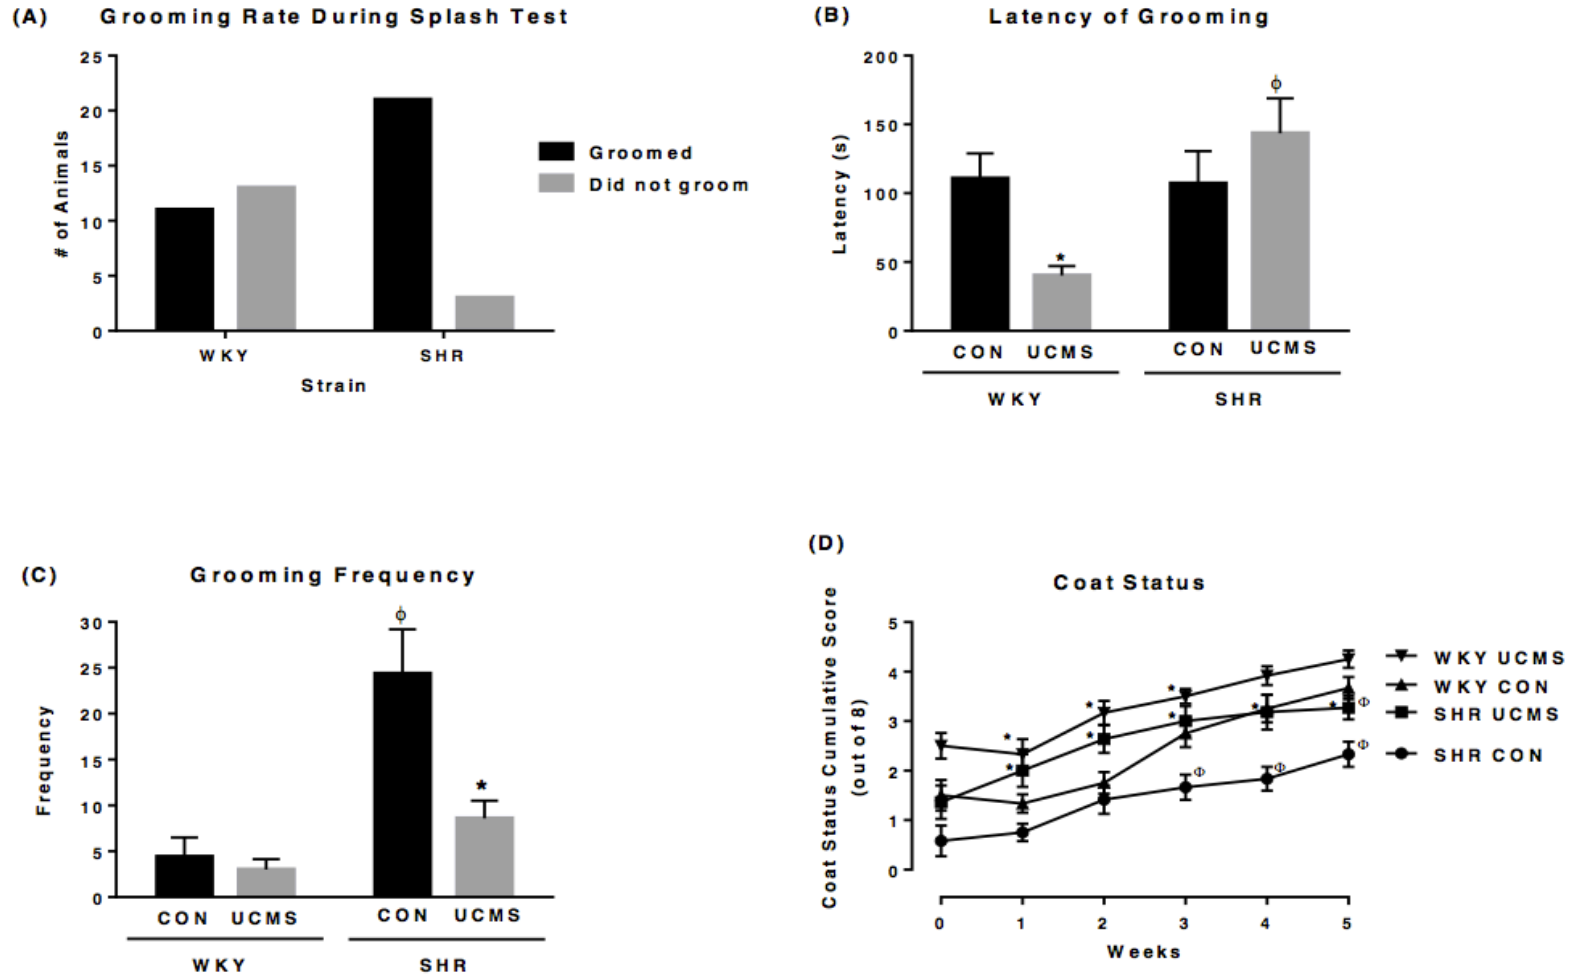 (A) Grooming Rate During Splash Test
# of Animals
25
20
15
10
5
0
WKY SHR
Strain
Groomed
Did not groom
(B) Latency of Grooming
Latency (s)
200
150
100
50
0
*
ϕ
CON UCMS CON UCMS
WKY SHR
(C) Grooming Frequency
Frequency
30
25
20
15
10
5
0
ϕ
*
CON UCMS CON UCMS
WKY SHR
(D)
Coat Status
Coat Status Cumulative Score
(out of 8)
5
4
3
2
1
0
* * *
* * * * * Φ
Φ Φ Φ
0 1 2 3 4 5
Weeks
WKY UCMS
WKY CON
SHR UCMS
SHR CON